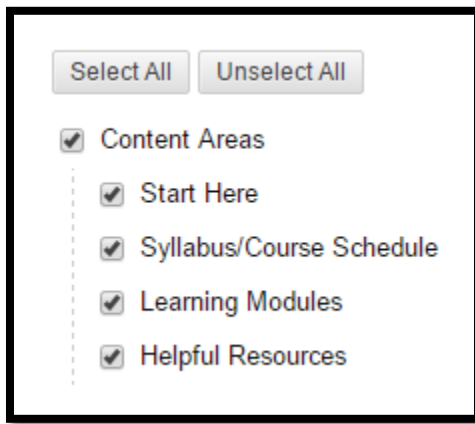 Select All Unselect All
Content Areas
Start Here
Syllabus/Course Schedule
Learning Modules
Helpful Resources